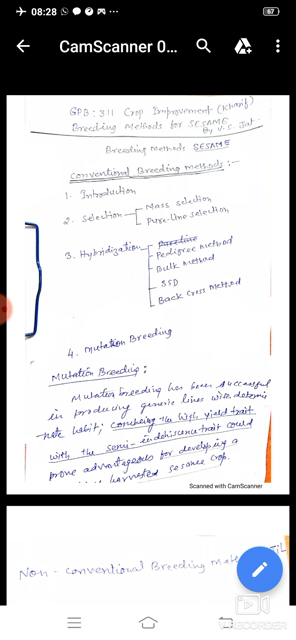 08:28
67
CamScanner 0...
GPB:311 Crop Improvement (Kharif)
Breeding Methods for SESAME
By V.S. Jat.
Breeding Methods SESAME
Conventional Breeding methods :-
1. Introduction
2. Selection
Mass selection
Pure-line selection
3. Hybridization
Pedigree Method
Bulk Method
SSD
Back Cross Method
4. Mutation Breeding
Mutation Breeding :
Mutation breeding has been successful
in producing genetic lines with determi-
nate habit; the high yield trait
with the semi-indehiscence trait could
prove advantageous for developing a
harvested sesame crop.
Scanned with CamScanner
Non - Conventional Breeding
RECORDER